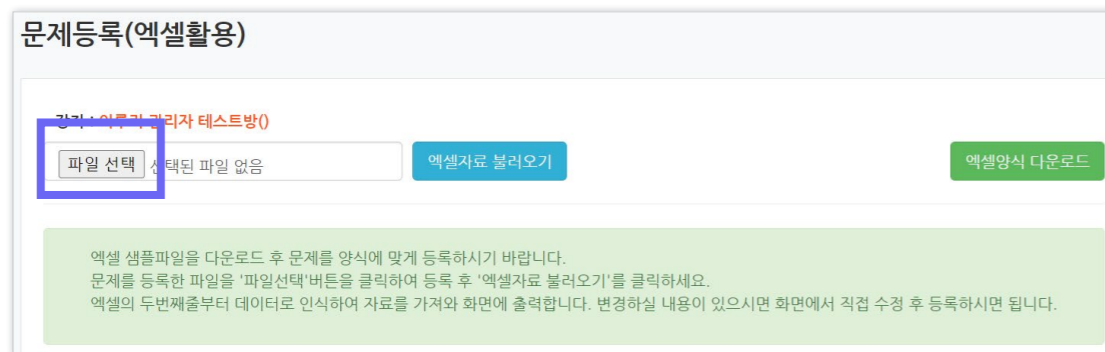 문제등록(엑셀활용)
관리자 테스트방()
파일 선택 선택된 파일 없음
엑셀자료 불러오기
엑셀양식 다운로드
엑셀 샘플파일을 다운로드 후 문제를 양식에 맞게 등록하시기 바랍니다.
문제를 등록한 파일을 '파일선택'버튼을 클릭하여 등록 후 '엑셀자료 불러오기'를 클릭하세요.
엑셀의 두번째줄부터 데이터로 인식하여 자료를 가져와 화면에 출력합니다. 변경하실 내용이 있으시면 화면에서 직접 수정 후 등록하시면 됩니다.